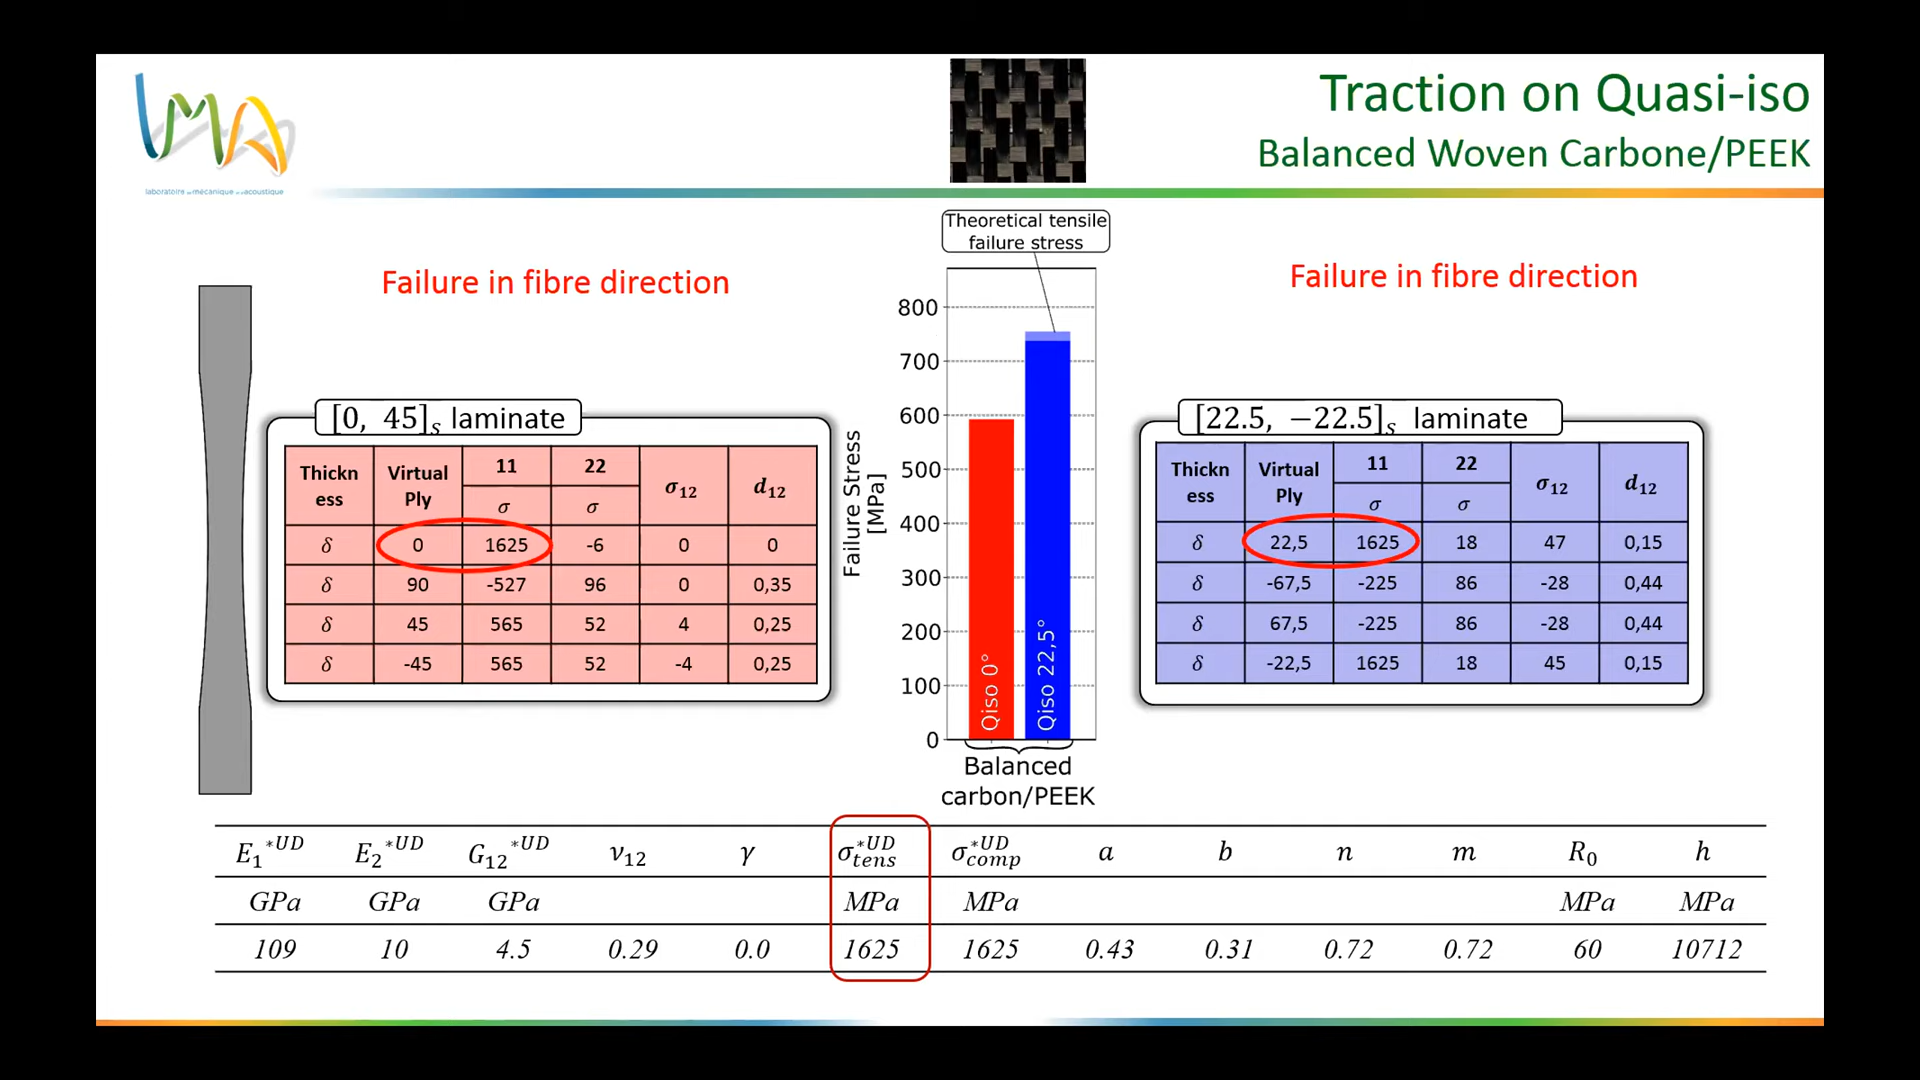 LMA
laboratoire de mécanique et d'acoustique
Traction on Quasi-iso
Balanced Woven Carbone/PEEK
Failure in fibre direction
[0, 45]s laminate
Thickn ess | Virtual Ply | 11 σ | 22 σ | σ12 | d12
δ | 0 | 1625 | -6 | 0 | 0
δ | 90 | -527 | 96 | 0 | 0,35
δ | 45 | 565 | 52 | 4 | 0,25
δ | -45 | 565 | 52 | -4 | 0,25
Theoretical tensile
failure stress
Failure Stress
[MPa]
800
700
600
500
400
300
200
100
0
Qiso 0°
Qiso 22,5°
Balanced
carbon/PEEK
Failure in fibre direction
[22.5, −22.5]s laminate
Thickn ess | Virtual Ply | 11 σ | 22 σ | σ12 | d12
δ | 22,5 | 1625 | 18 | 47 | 0,15
δ | -67,5 | -225 | 86 | -28 | 0,44
δ | 67,5 | -225 | 86 | -28 | 0,44
δ | -22,5 | 1625 | 18 | 45 | 0,15
E1*UD E2*UD G12*UD ν12 γ σ*UDtens σ*UDcomp a b n m R0 h
GPa GPa GPa MPa MPa MPa MPa
109 10 4.5 0.29 0.0 1625 1625 0.43 0.31 0.72 0.72 60 10712